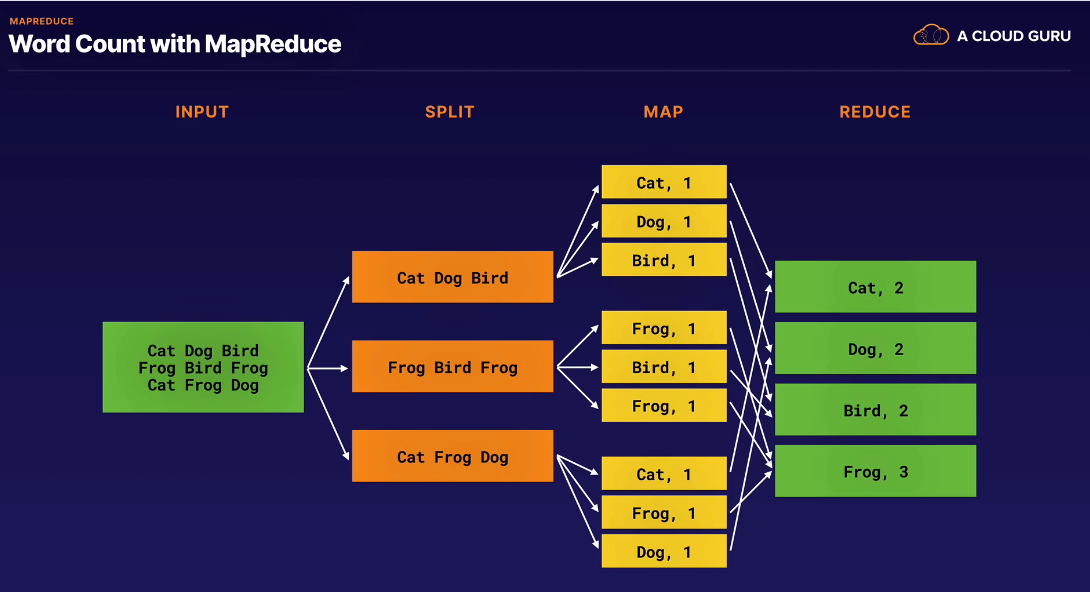 MAPREDUCE
Word Count with MapReduce
A CLOUD GURU
INPUT
SPLIT
MAP
REDUCE
Cat Dog Bird
Frog Bird Frog
Cat Frog Dog
Cat Dog Bird
Frog Bird Frog
Cat Frog Dog
Cat, 1
Dog, 1
Bird, 1
Frog, 1
Bird, 1
Frog, 1
Cat, 1
Frog, 1
Dog, 1
Cat, 2
Dog, 2
Bird, 2
Frog, 3